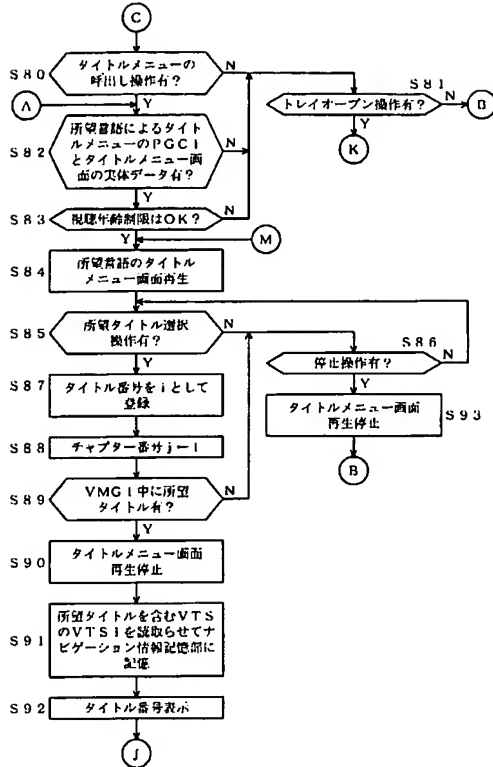 C
S80
タイトルメニューの
呼出し操作有?
N
Y
S81
トレイオープン操作有?
N
B
Y
K
A
S82
所望言語によるタイト
ルメニューのPGCI
とタイトルメニュー画
面の実体データ有?
N
Y
S83
視聴年齢制限はOK?
N
Y
M
S84
所望言語のタイトル
メニュー画面再生
S85
所望タイトル選択
操作有?
N
Y
S86
停止操作有?
N
Y
S87
タイトル番号をiとして
登録
S93
タイトルメニュー画面
再生停止
B
S88
チャプター番号j=1
S89
VMGI中に所望
タイトル有?
N
Y
S90
タイトルメニュー画面
再生停止
S91
所望タイトルを含むVTS
のVTSIを読取らせてナ
ビゲーション情報記憶部に
記憶
S92
タイトル番号表示
J